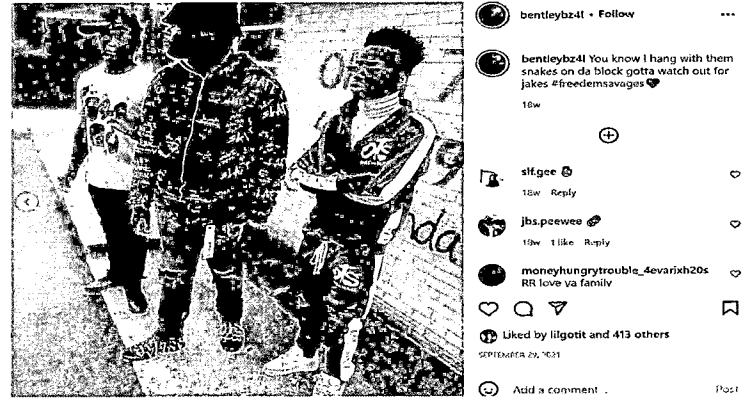 bentleybz4l • Follow
bentleybz4l You know I hang with them
snakes on da block gotta watch out for
jakes #freedemsavages
18w
slf.gee
18w Reply
jbs.peewee
18w 1 like Reply
moneyhungrytrouble_4evarixh20s
RR love ya family
Liked by lilgotit and 413 others
SEPTEMBER 29, 2021
Add a comment...
Post